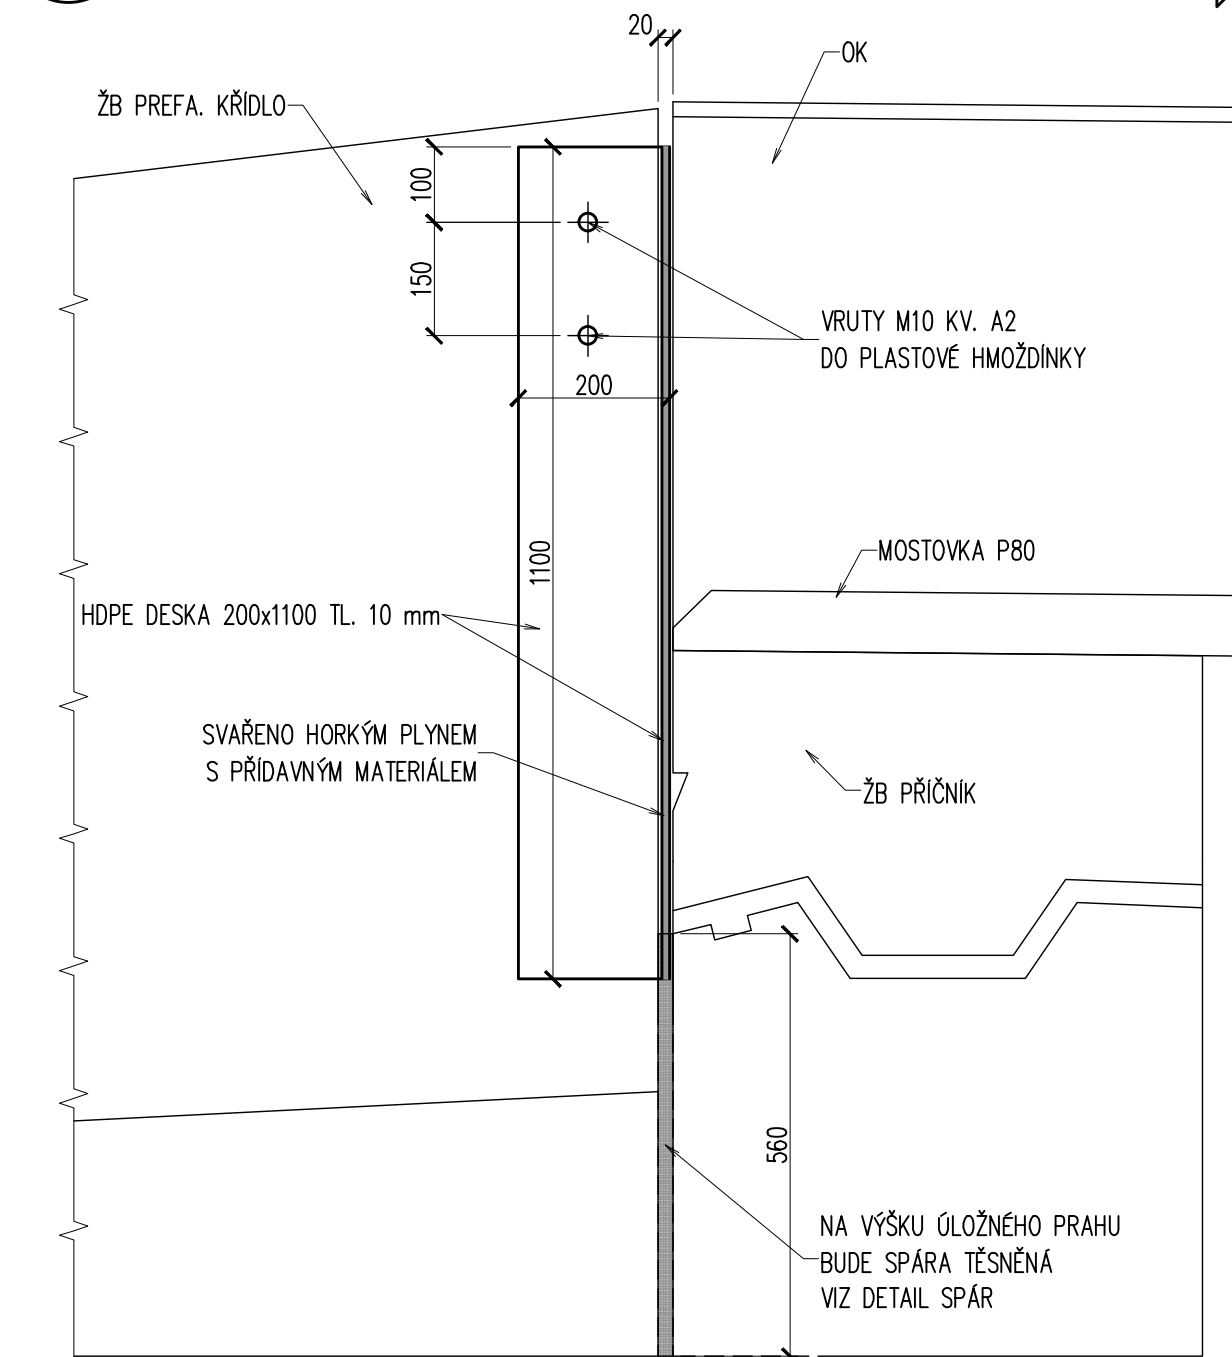 20
OK
ŽB PREFA. KŘÍDLO
100
150
VRUTY M10 KV. A2
DO PLASTOVÉ HMOŽDÍNKY
200
1100
MOSTOVKA P80
HDPE DESKA 200x1100 TL. 10 mm
SVAŘENO HORKÝM PLYNEM
S PŘÍDAVNÝM MATERIÁLEM
ŽB PŘÍČNÍK
560
NA VÝŠKU ÚLOŽNÉHO PRAHU
BUDE SPÁRA TĚSNĚNÁ
VIZ DETAIL SPÁR